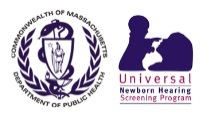 COMMONWEALTH OF MASSACHUSETTS
DEPARTMENT OF PUBLIC HEALTH
Universal
Newborn Hearing
Screening Program